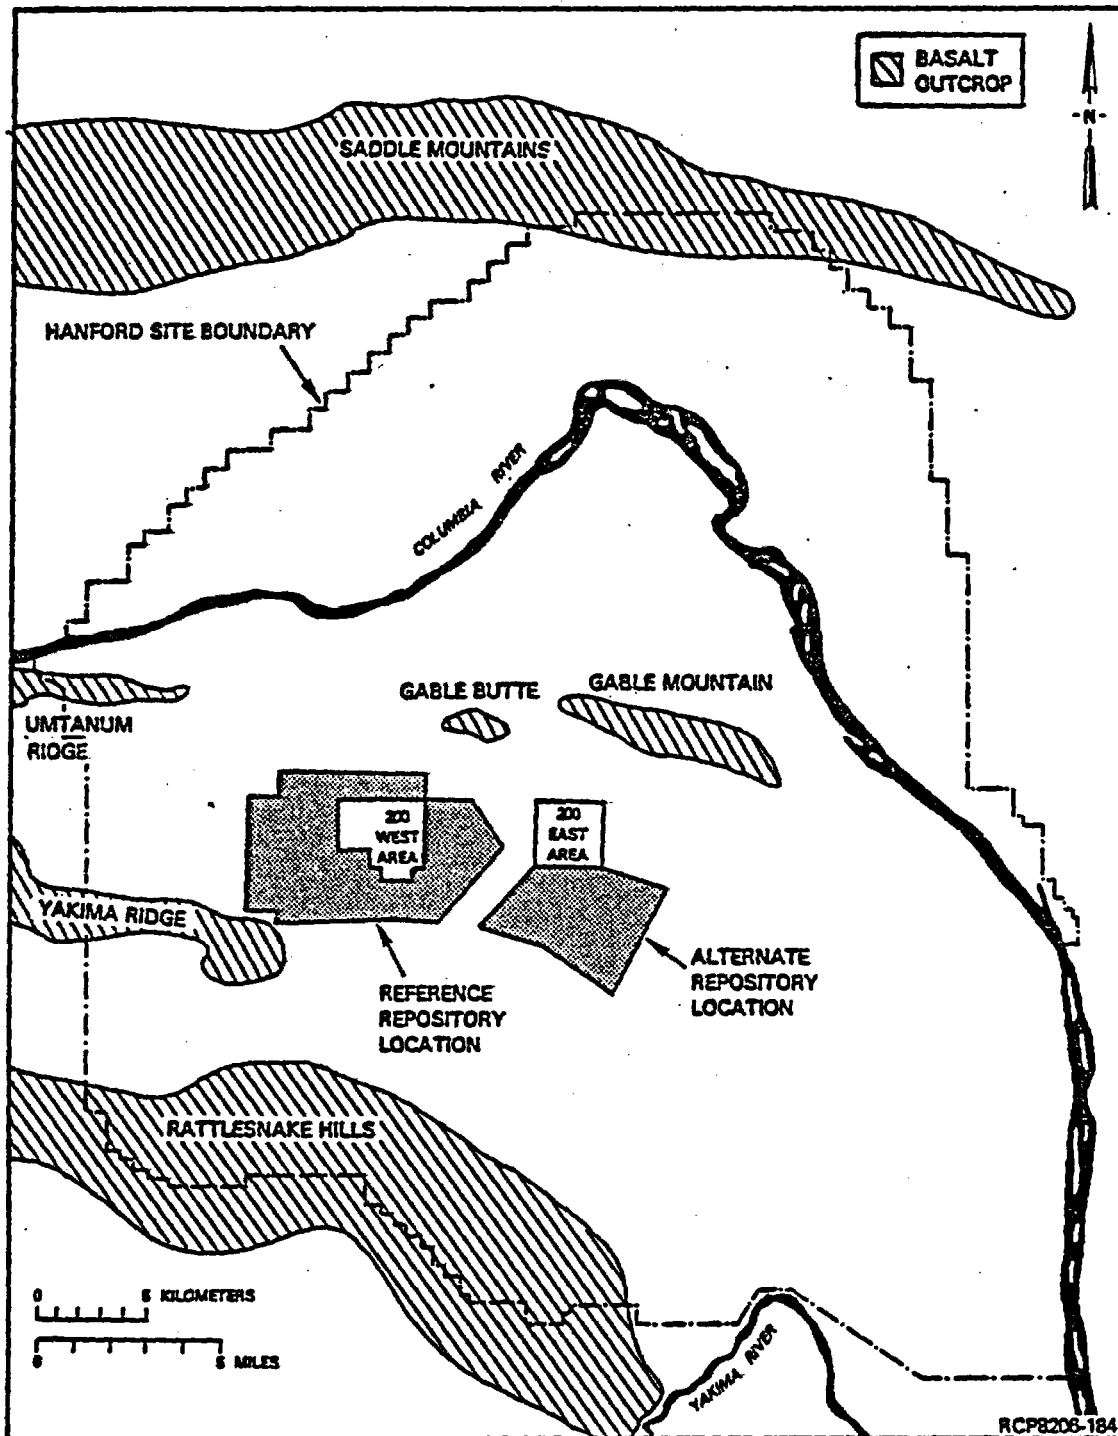 BASALT
OUTCROP
-N-
SADDLE MOUNTAINS
HANFORD SITE BOUNDARY
COLUMBIA RIVER
UMTANUM
RIDGE
GABLE BUTTE
GABLE MOUNTAIN
200
WEST
AREA
200
EAST
AREA
YAKIMA RIDGE
REFERENCE
REPOSITORY
LOCATION
ALTERNATE
REPOSITORY
LOCATION
RATTLESNAKE HILLS
0 5 KILOMETERS
0 5 MILES
YAKIMA RIVER
RCP8206-184